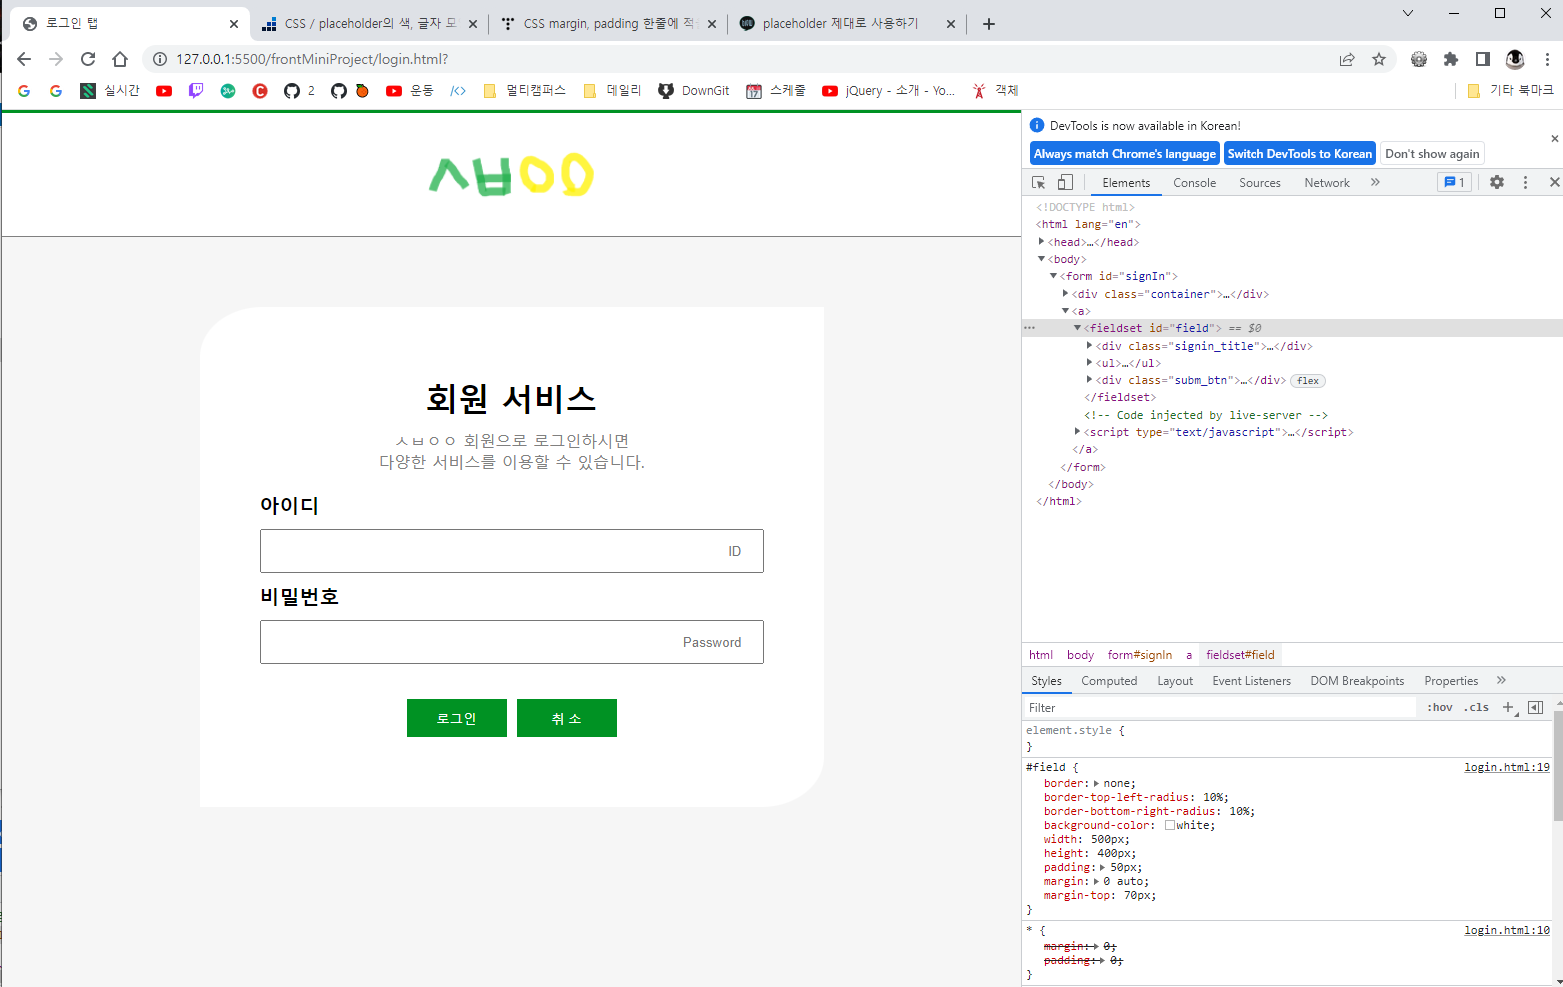 로그인 탭
CSS / placeholder의 색, 글자 모
CSS margin, padding 한줄에 적
placeholder 제대로 사용하기
127.0.0.1:5500/frontMiniProject/login.html?
실시간
2
운동
멀티캠퍼스
데일리
DownGit
스케줄
jQuery - 소개 - Yo...
객체
기타 북마크
ㅅㅂㅇㅇ
회원 서비스
ㅅㅂㅇㅇ 회원으로 로그인하시면
다양한 서비스를 이용할 수 있습니다.
아이디
ID
비밀번호
Password
로그인
취 소
DevTools is now available in Korean!
Always match Chrome's language
Switch DevTools to Korean
Don't show again
Elements
Console
Sources
Network
»
1
<!DOCTYPE html>
<html lang="en">
<head>…</head>
<body>
<form id="signIn">
<div class="container">…</div>
<a>
<fieldset id="field"> == $0
<div class="signin_title">…</div>
<ul>…</ul>
<div class="subm_btn">…</div> flex
</fieldset>
<!-- Code injected by live-server -->
<script type="text/javascript">…</script>
</a>
</form>
</body>
</html>
html body form#signIn a fieldset#field
Styles
Computed
Layout
Event Listeners
DOM Breakpoints
Properties
»
Filter
:hov .cls +
element.style {
}
#field { login.html:19
border: none;
border-top-left-radius: 10%;
border-bottom-right-radius: 10%;
background-color: white;
width: 500px;
height: 400px;
padding: 50px;
margin: 0 auto;
margin-top: 70px;
}
* { login.html:10
margin: 0;
padding: 0;
}